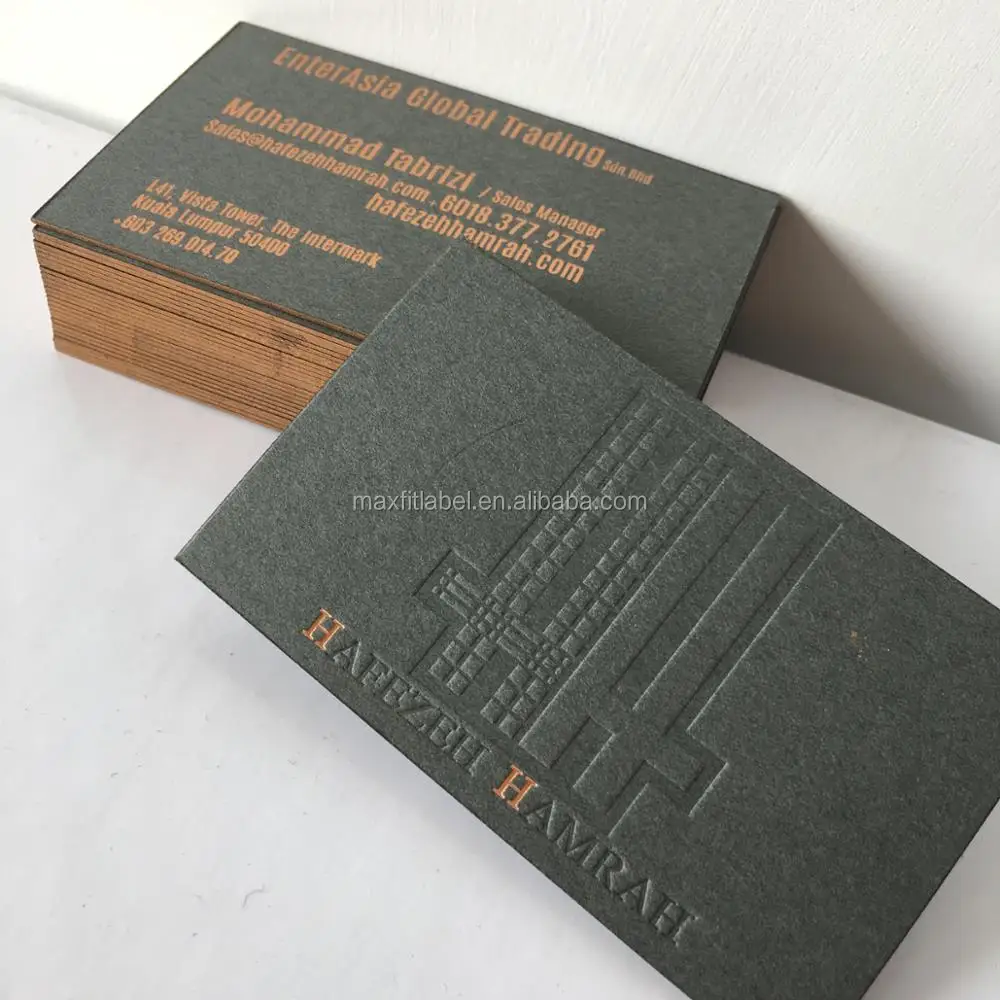 EnterAsia Global Trading Sdn. Bhd
Mohammad Tabrizi / Sales Manager
Sales@hafezehhamrah.com . 6018.377.2761
hafezehhamrah.com
L41, Vista Tower, The Intermark
Kuala Lumpur 50400
.603 269.014.70
maxfitlabel.en.alibaba.com
HAFEZEH HAMRAH